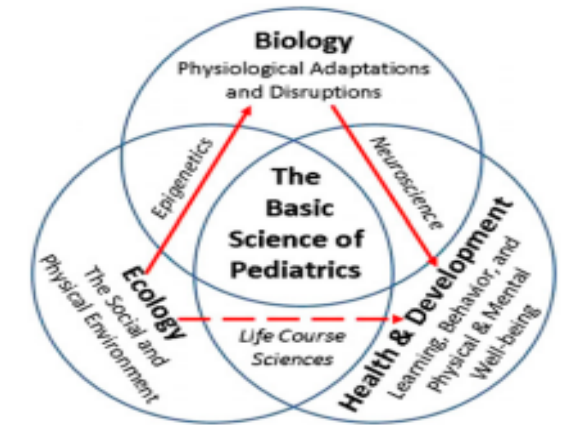 Biology
Physiological Adaptations
and Disruptions
Epigenetics
Neuroscience
The
Basic
Science of
Pediatrics
Ecology
The Social and
Physical Environment
Life Course
Sciences
Health & Development
Learning, Behavior, and
Physical & Mental
Well-being